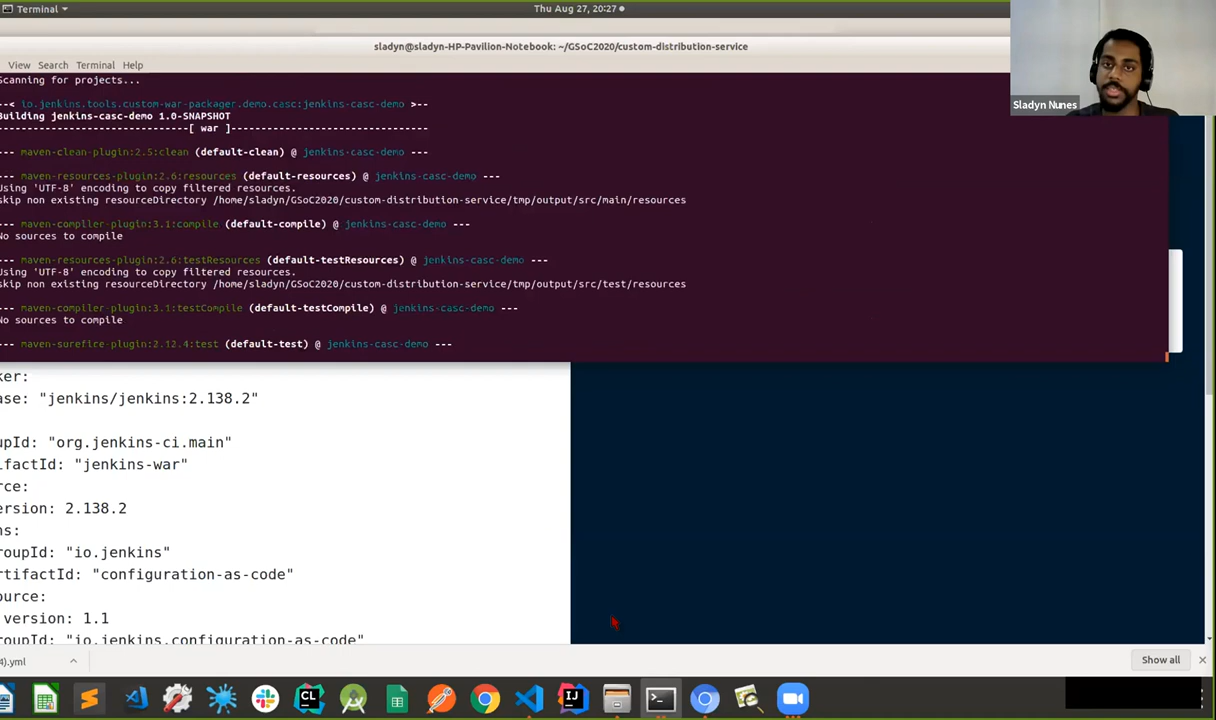 Terminal
Thu Aug 27, 20:27
sladyn@sladyn-HP-Pavilion-Notebook: ~/GSoC2020/custom-distribution-service
View Search Terminal Help
Sladyn Nunes
Scanning for projects...
--< io.jenkins.tools.custom-war-packager.demo.casc:jenkins-casc-demo >--
Building jenkins-casc-demo 1.0-SNAPSHOT
--------------------------------[ war ]---------------------------------
--- maven-clean-plugin:2.5:clean (default-clean) @ jenkins-casc-demo ---
--- maven-resources-plugin:2.6:resources (default-resources) @ jenkins-casc-demo ---
Using 'UTF-8' encoding to copy filtered resources.
skip non existing resourceDirectory /home/sladyn/GSoC2020/custom-distribution-service/tmp/output/src/main/resources
--- maven-compiler-plugin:3.1:compile (default-compile) @ jenkins-casc-demo ---
No sources to compile
--- maven-resources-plugin:2.6:testResources (default-testResources) @ jenkins-casc-demo ---
Using 'UTF-8' encoding to copy filtered resources.
skip non existing resourceDirectory /home/sladyn/GSoC2020/custom-distribution-service/tmp/output/src/test/resources
--- maven-compiler-plugin:3.1:testCompile (default-testCompile) @ jenkins-casc-demo ---
No sources to compile
--- maven-surefire-plugin:2.12.4:test (default-test) @ jenkins-casc-demo ---
ker:
ase: "jenkins/jenkins:2.138.2"
upId: "org.jenkins-ci.main"
ifactId: "jenkins-war"
rce:
ersion: 2.138.2
ns:
roupId: "io.jenkins"
rtifactId: "configuration-as-code"
ource:
version: 1.1
roupId: "io.jenkins.configuration-as-code"
4).yml
Show all
CL
IJ